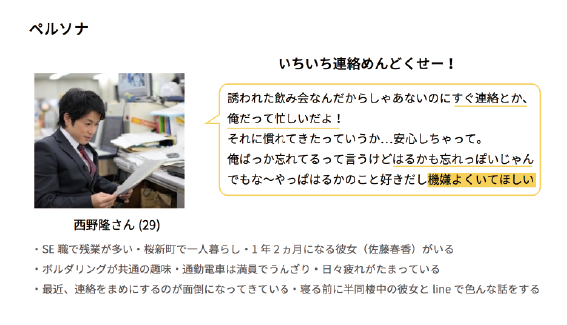 ペルソナ
いちいち連絡めんどくせー！
誘われた飲み会なんだからしゃあないのにすぐ連絡とか、
俺だって忙しいだよ！
それに慣れてきたっていうか…安心しちゃって。
俺ばっか忘れてるって言うけどはるかも忘れっぽいじゃん
でもな～やっぱはるかのこと好きだし機嫌よくいてほしい
西野隆さん (29)
・SE 職で残業が多い・桜新町で一人暮らし・1 年 2ヵ月になる彼女（佐藤春香）がいる
・ボルダリングが共通の趣味・通勤電車は満員でうんざり・日々疲れがたまっている
・最近、連絡をまめにするのが面倒になってきている・寝る前に半同棲中の彼女と line で色んな話をする